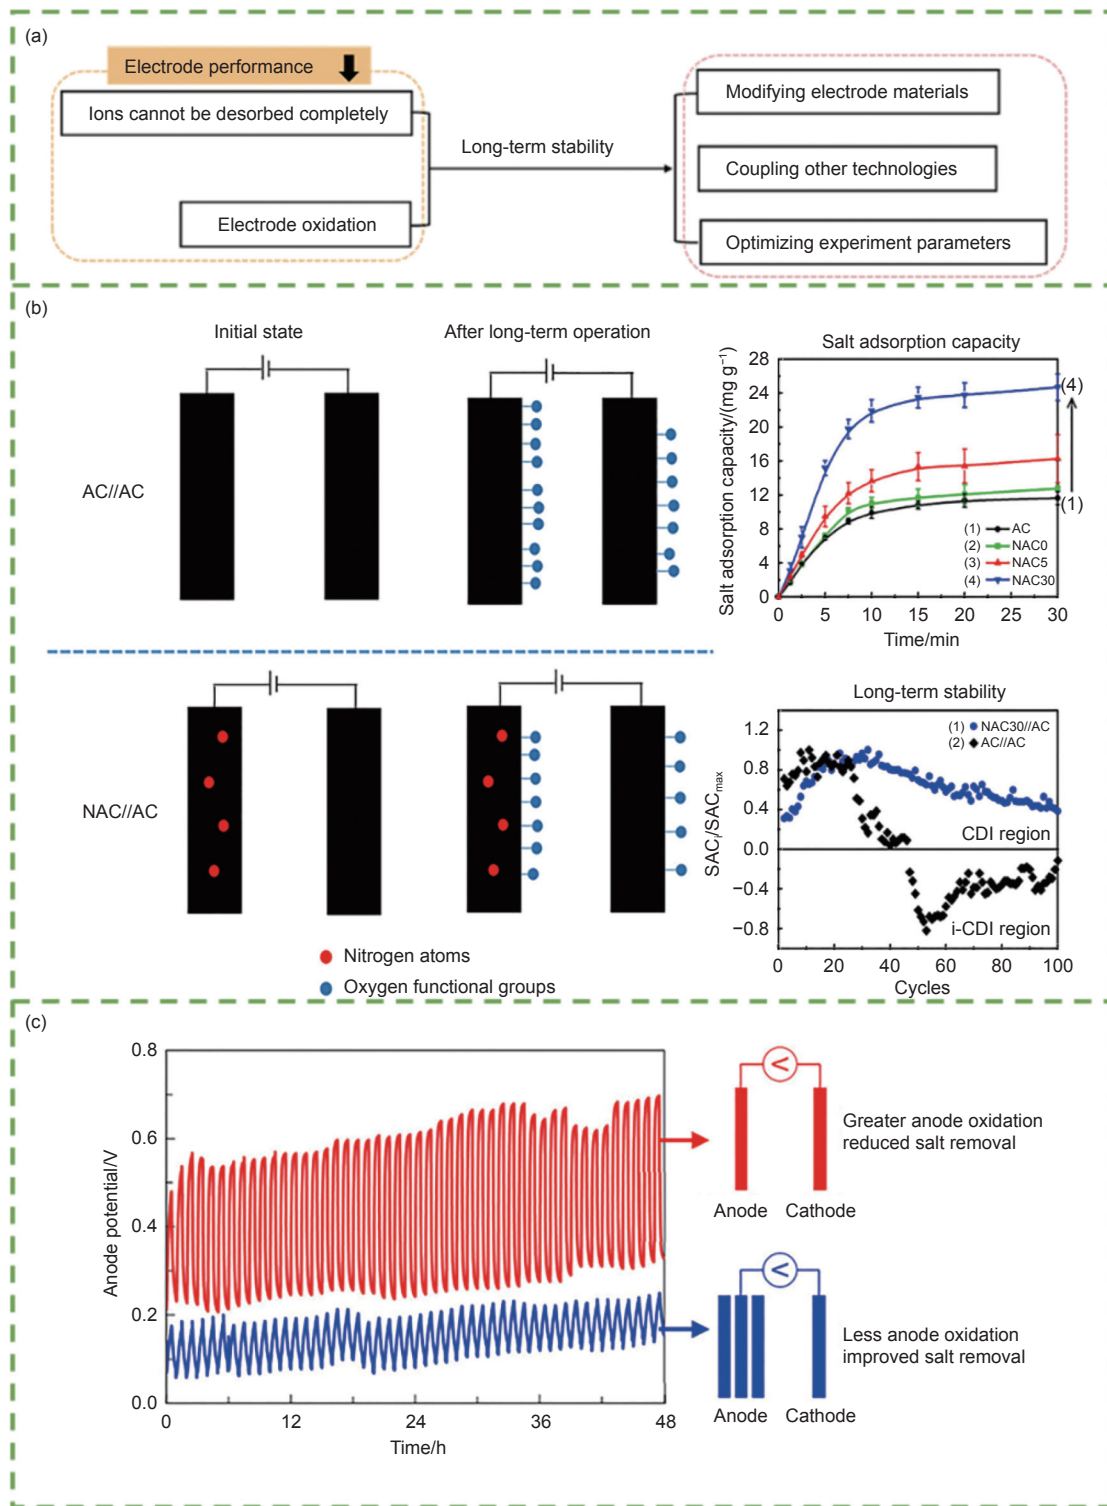 (a)
Electrode performance
Ions cannot be desorbed completely
Electrode oxidation
Long-term stability
Modifying electrode materials
Coupling other technologies
Optimizing experiment parameters
(b)
Initial state
After long-term operation
AC//AC
NAC//AC
Nitrogen atoms
Oxygen functional groups
Salt adsorption capacity
Salt adsorption capacity/(mg g⁻¹)
28
24
20
16
12
8
4
0
0
5
10
15
20
25
30
Time/min
(4)
(1)
(1) AC
(2) NAC0
(3) NAC5
(4) NAC30
Long-term stability
SACᵢ/SACmax
1.2
0.8
0.4
0.0
−0.4
−0.8
(1) NAC30//AC
(2) AC//AC
CDI region
i-CDI region
0
20
40
60
80
100
Cycles
(c)
Anode potential/V
0.8
0.6
0.4
0.2
0.0
0
12
24
36
48
Time/h
V
Anode Cathode
Greater anode oxidation
reduced salt removal
V
Anode Cathode
Less anode oxidation
improved salt removal